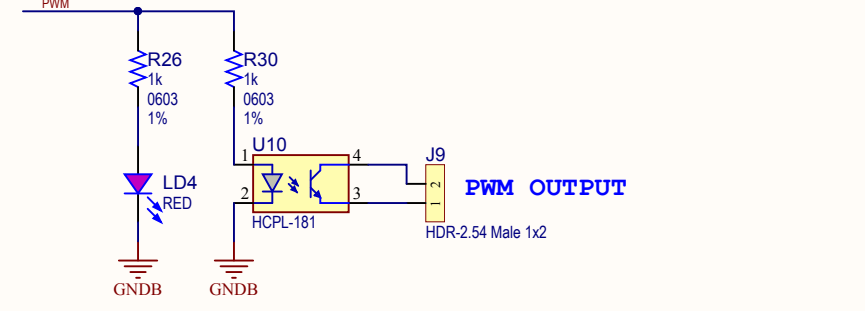 PWM
R26
1k
0603
1%
R30
1k
0603
1%
U10
1
2
4
3
HCPL-181
J9
2
1
PWM OUTPUT
HDR-2.54 Male 1x2
LD4
RED
GNDB
GNDB